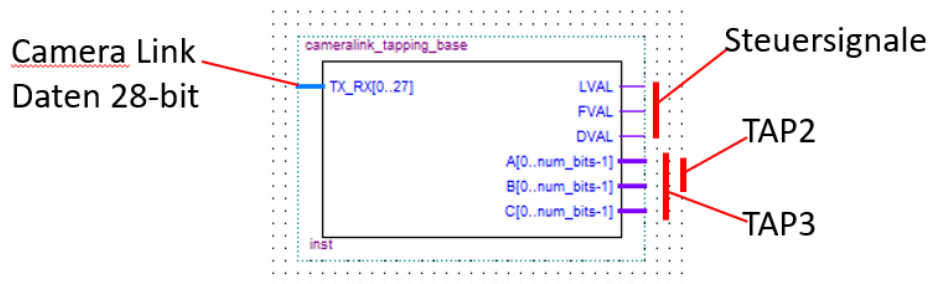 Camera Link
Daten 28-bit
cameralink_tapping_base
TX_RX[0..27]
LVAL
FVAL
DVAL
A[0..num_bits-1]
B[0..num_bits-1]
C[0..num_bits-1]
inst
Steuersignale
TAP2
TAP3